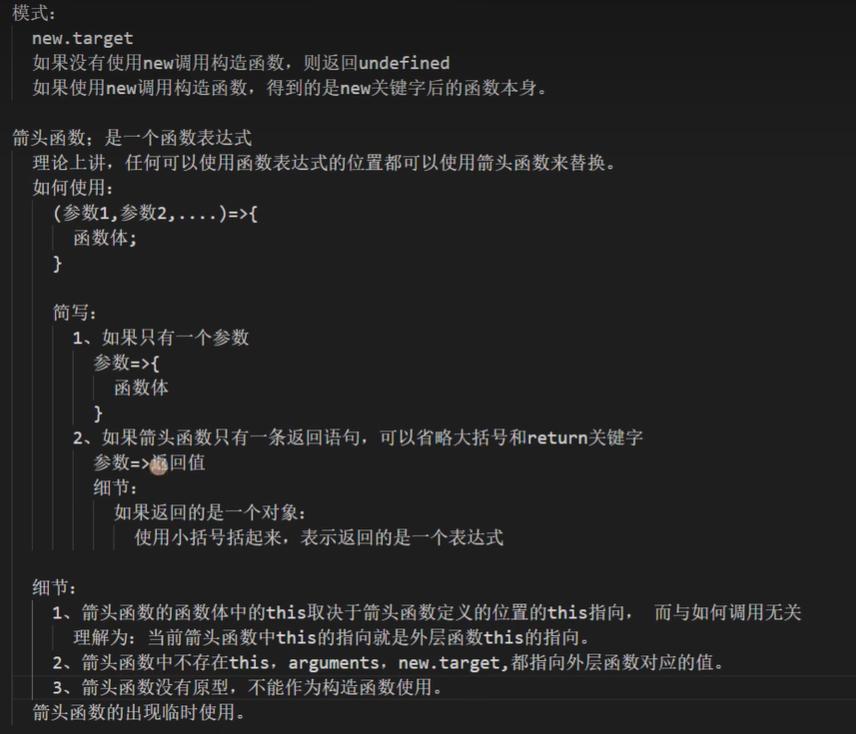 模式：
new.target
如果没有使用new调用构造函数，则返回undefined
如果使用new调用构造函数，得到的是new关键字后的函数本身。
箭头函数；是一个函数表达式
理论上讲，任何可以使用函数表达式的位置都可以使用箭头函数来替换。
如何使用：
(参数1,参数2,....)=>{
函数体;
}
简写：
1、如果只有一个参数
参数=>{
函数体
}
2、如果箭头函数只有一条返回语句，可以省略大括号和return关键字
参数=>返回值
细节：
如果返回的是一个对象：
使用小括号括起来，表示返回的是一个表达式
细节：
1、箭头函数的函数体中的this取决于箭头函数定义的位置的this指向， 而与如何调用无关
理解为：当前箭头函数中this的指向就是外层函数this的指向。
2、箭头函数中不存在this，arguments，new.target,都指向外层函数对应的值。
3、箭头函数没有原型，不能作为构造函数使用。
箭头函数的出现临时使用。